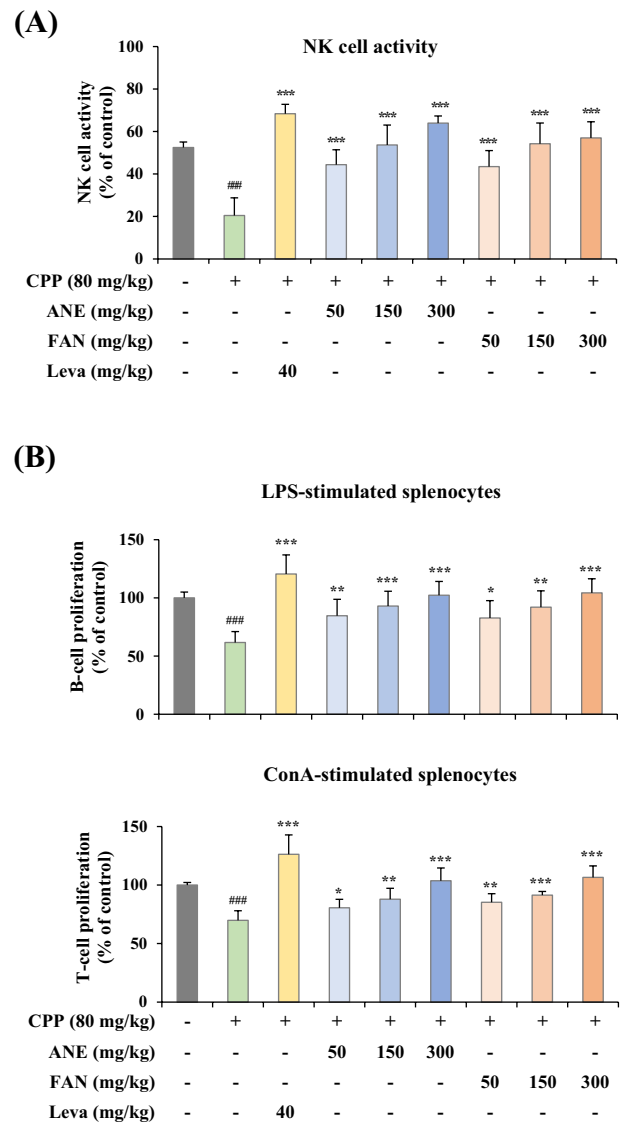 (A)
NK cell activity
NK cell activity
(% of control)
100
80
60
40
20
0
##
***
***
***
***
***
***
***
CPP (80 mg/kg) - + + + + + + + +
ANE (mg/kg) - - - 50 150 300 - - -
FAN (mg/kg) - - - - - - 50 150 300
Leva (mg/kg) - - 40 - - - - - -
(B)
LPS-stimulated splenocytes
B-cell proliferation
(% of control)
150
100
50
0
###
***
**
***
***
*
**
***
ConA-stimulated splenocytes
T-cell proliferation
(% of control)
150
100
50
0
###
***
*
**
***
**
***
***
CPP (80 mg/kg) - + + + + + + + +
ANE (mg/kg) - - - 50 150 300 - - -
FAN (mg/kg) - - - - - - 50 150 300
Leva (mg/kg) - - 40 - - - - - -